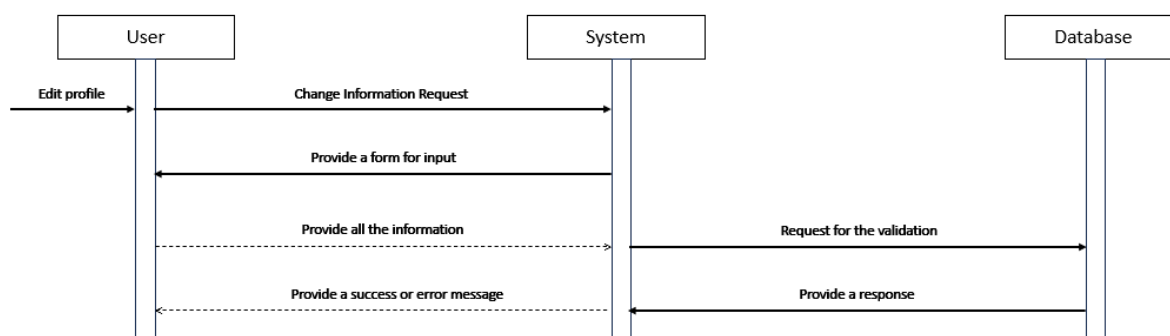 User
System
Database
Edit profile
Change Information Request
Provide a form for input
Provide all the information
Request for the validation
Provide a success or error message
Provide a response